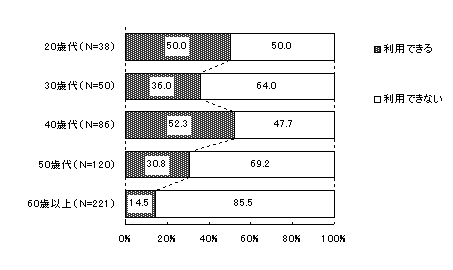 20歳代(N=38) 50.0 50.0
30歳代(N=50) 36.0 64.0
40歳代(N=86) 52.3 47.7
50歳代(N=120) 30.8 69.2
60歳以上(N=221) 14.5 85.5
0% 20% 40% 60% 80% 100%
利用できる
利用できない